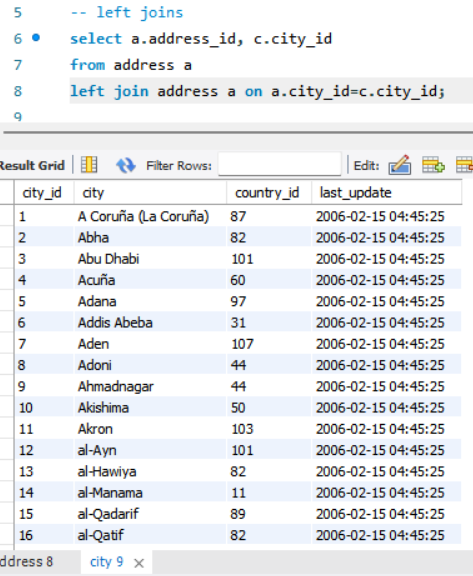 5 -- left joins
6 select a.address_id, c.city_id
7 from address a
8 left join address a on a.city_id=c.city_id;
9
Result Grid Filter Rows: Edit:
city_id city country_id last_update
1 A Coruña (La Coruña) 87 2006-02-15 04:45:25
2 Abha 82 2006-02-15 04:45:25
3 Abu Dhabi 101 2006-02-15 04:45:25
4 Acuña 60 2006-02-15 04:45:25
5 Adana 97 2006-02-15 04:45:25
6 Addis Abeba 31 2006-02-15 04:45:25
7 Aden 107 2006-02-15 04:45:25
8 Adoni 44 2006-02-15 04:45:25
9 Ahmadnagar 44 2006-02-15 04:45:25
10 Akishima 50 2006-02-15 04:45:25
11 Akron 103 2006-02-15 04:45:25
12 al-Ayn 101 2006-02-15 04:45:25
13 al-Hawiya 82 2006-02-15 04:45:25
14 al-Manama 11 2006-02-15 04:45:25
15 al-Qadarif 89 2006-02-15 04:45:25
16 al-Qatif 82 2006-02-15 04:45:25
ddress 8 city 9